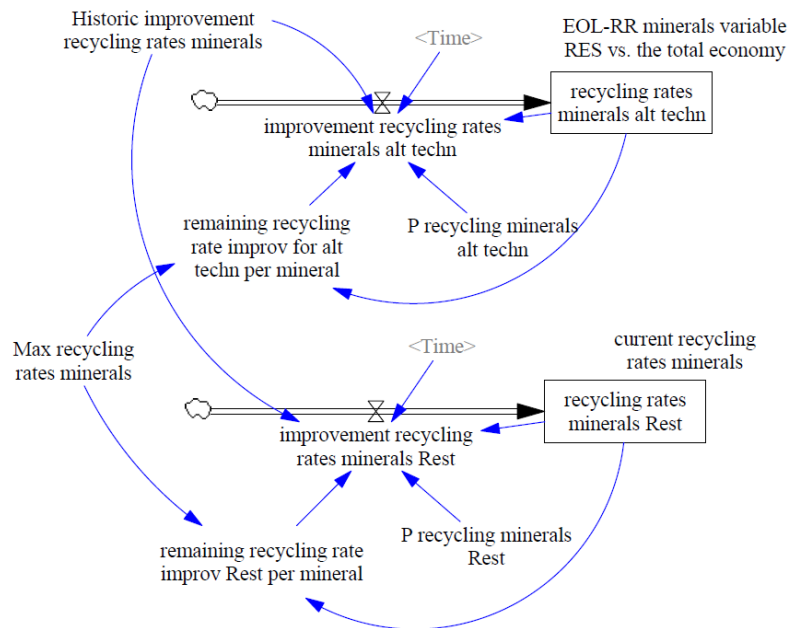 Historic improvement
recycling rates minerals
<Time>
EOL-RR minerals variable
RES vs. the total economy
recycling rates
minerals alt techn
improvement recycling rates
minerals alt techn
remaining recycling
rate improv for alt
techn per mineral
P recycling minerals
alt techn
Max recycling
rates minerals
<Time>
current recycling
rates minerals
recycling rates
minerals Rest
improvement recycling
rates minerals Rest
remaining recycling rate
improv Rest per mineral
P recycling minerals
Rest